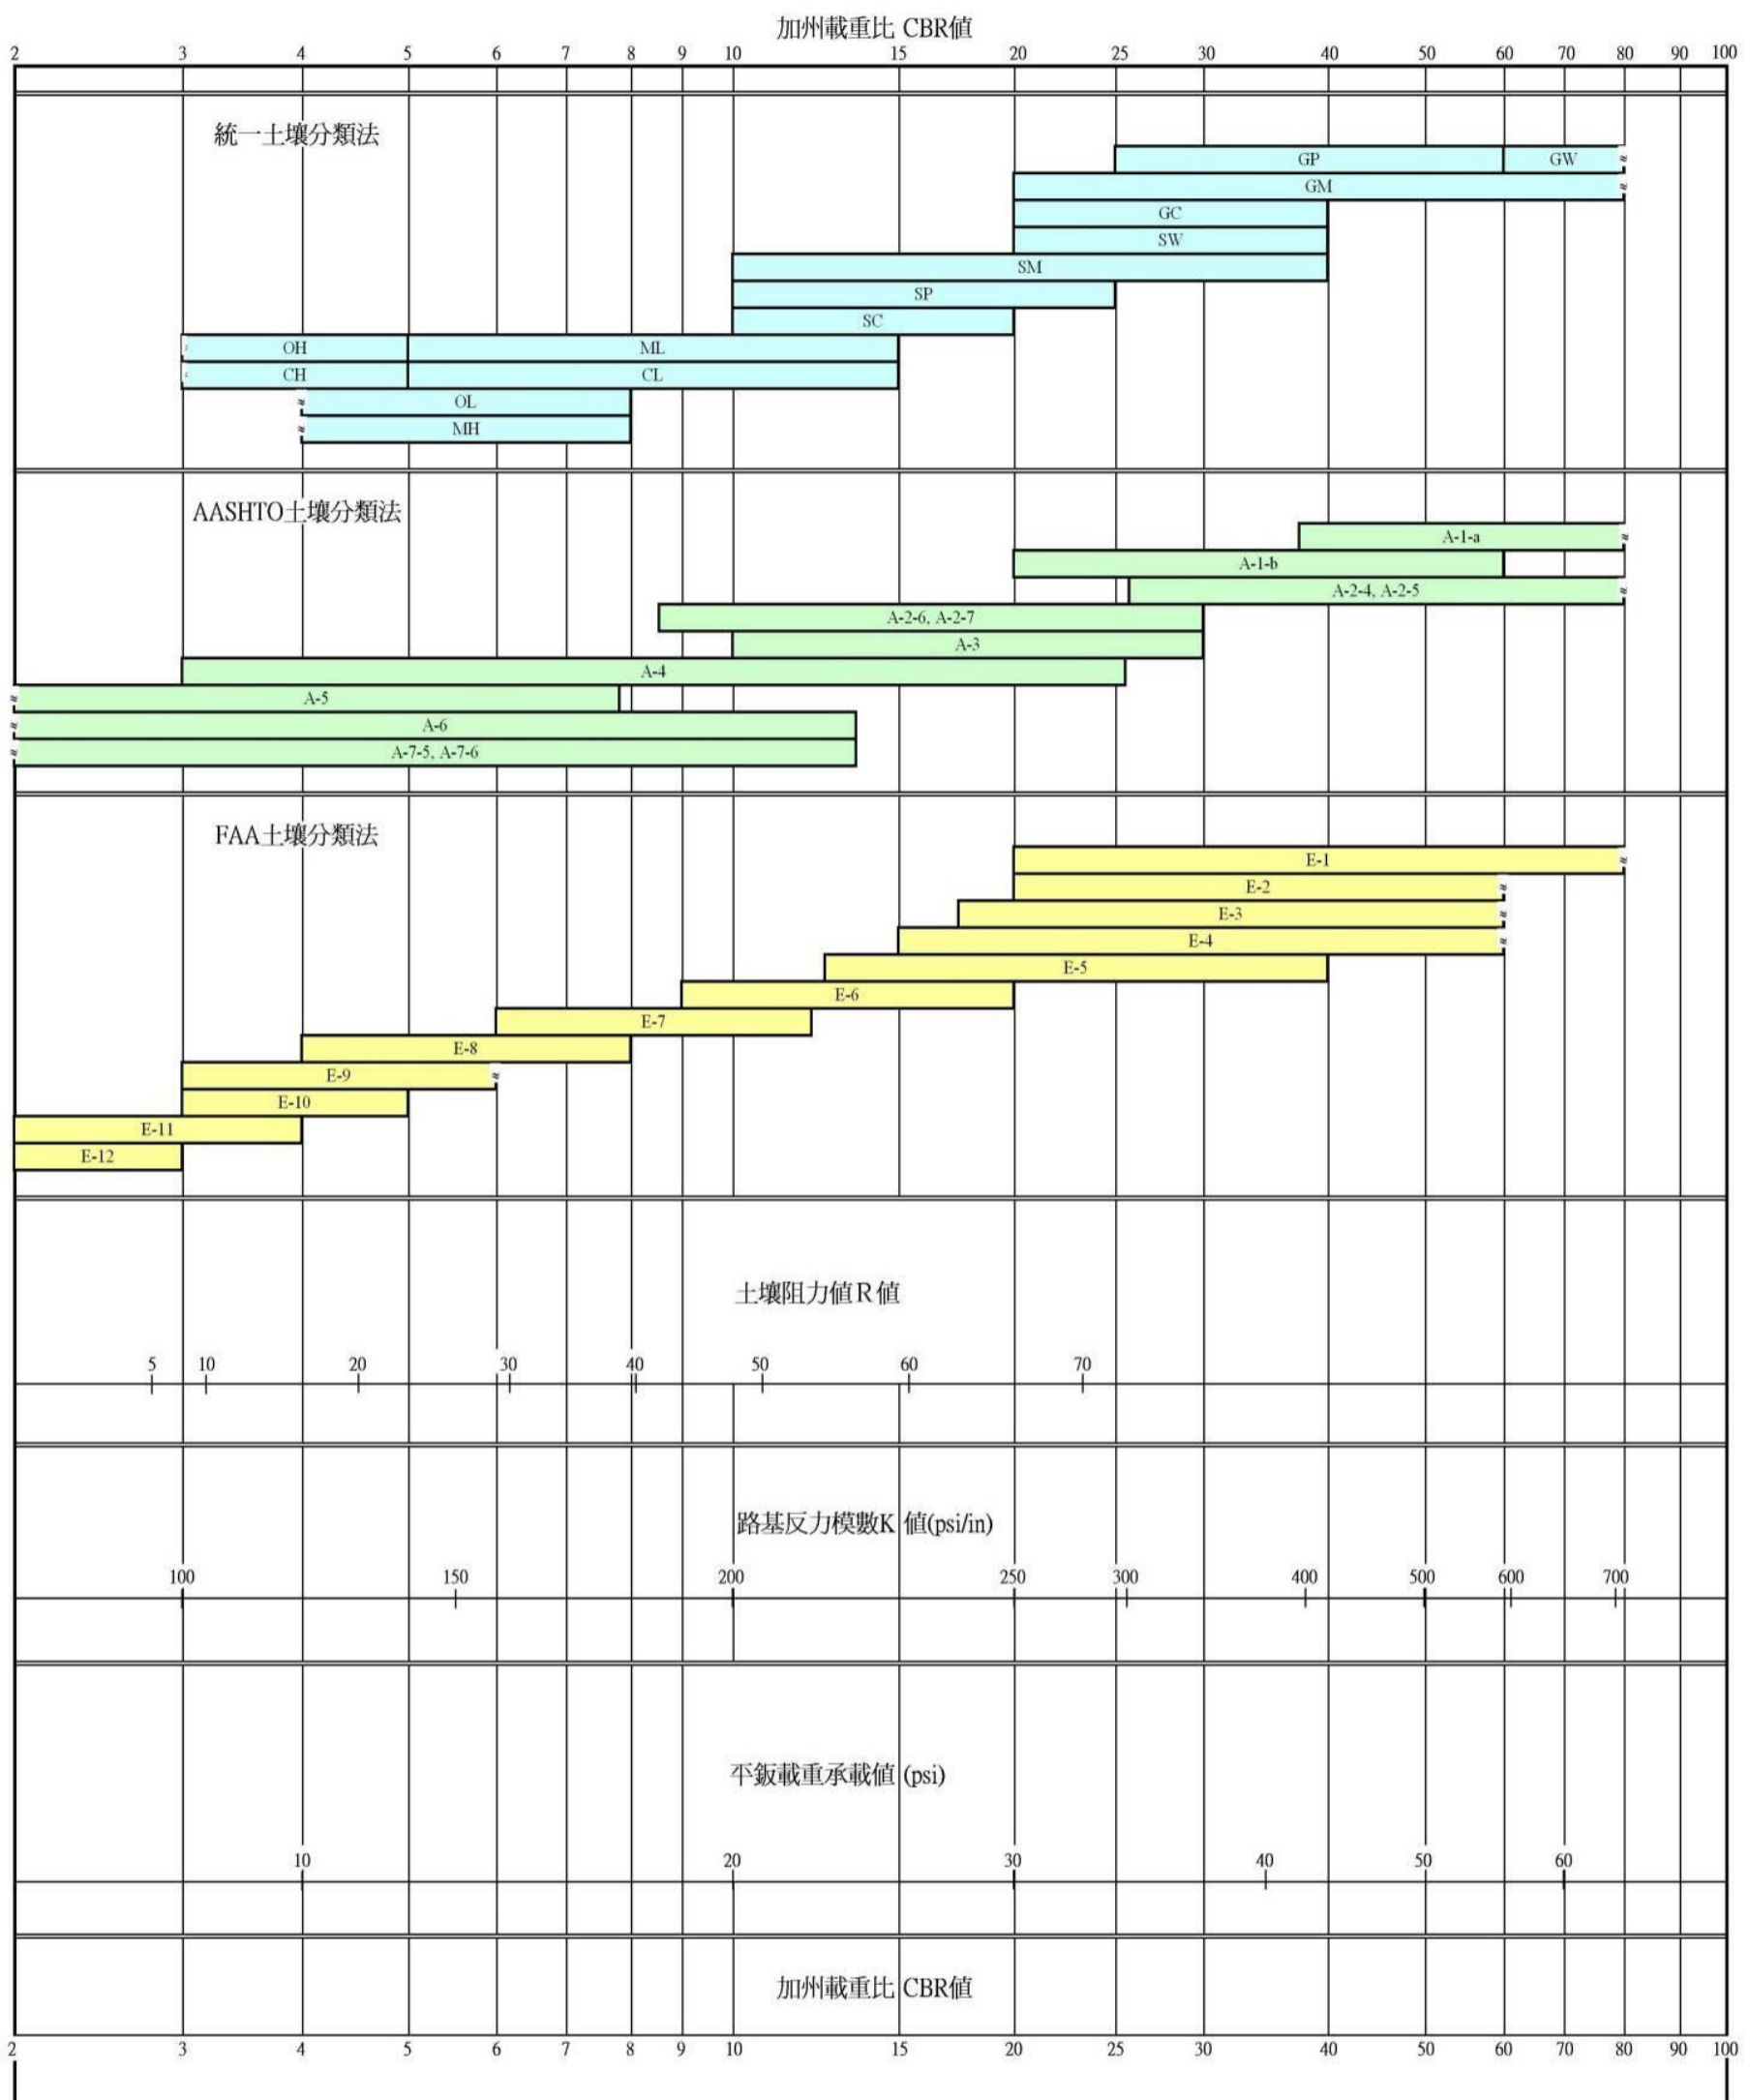 加州載重比 CBR値
2 3 4 5 6 7 8 9 10 15 20 25 30 40 50 60 70 80 90 100
統一土壤分類法
GP GW
GM
GC
SW
SM
SP
SC
OH ML
CH CL
OL
MH
AASHTO土壤分類法
A-1-a
A-1-b
A-2-4, A-2-5
A-2-6, A-2-7
A-3
A-4
A-5
A-6
A-7-5, A-7-6
FAA土壤分類法
E-1
E-2
E-3
E-4
E-5
E-6
E-7
E-8
E-9
E-10
E-11
E-12
土壤阻力値R値
5 10 20 30 40 50 60 70
路基反力模數K 値(psi/in)
100 150 200 250 300 400 500 600 700
平鈑載重承載値 (psi)
10 20 30 40 50 60
加州載重比 CBR値
2 3 4 5 6 7 8 9 10 15 20 25 30 40 50 60 70 80 90 100